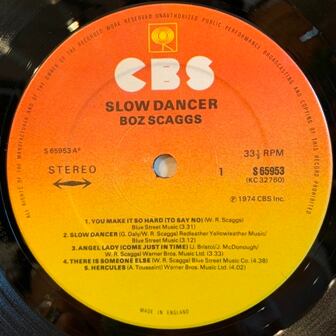 ALL RIGHTS OF THE MANUFACTURER AND OF THE OWNER OF THE RECORDED WORK RESERVED UNAUTHORISED PUBLIC PERFORMANCE BROADCASTING AND COPYING OF THIS RECORD PROHIBITED
CBS
SLOW DANCER
BOZ SCAGGS
S 65953 A
33⅓ RPM
STEREO
1
S 65953
(KC 32760)
℗ 1974 CBS Inc.
1. YOU MAKE IT SO HARD (TO SAY NO) (W. R. Scaggs)
Blue Street Music (3.31)
2. SLOW DANCER (G. Daly/W. R. Scaggs) Redleather Yellowleather Music/
Blue Street Music (3.12)
3. ANGEL LADY (COME JUST IN TIME) (J. Bristol/J. McDonough/
W. R. Scaggs) Warner Bros. Music Ltd. (3.33)
4. THERE IS SOMEONE ELSE (W. R. Scaggs) Blue Street Music Co (4.38)
5. HERCULES (A. Toussaint) Warner Bros. Music Ltd. (4.02)
MADE IN ENGLAND